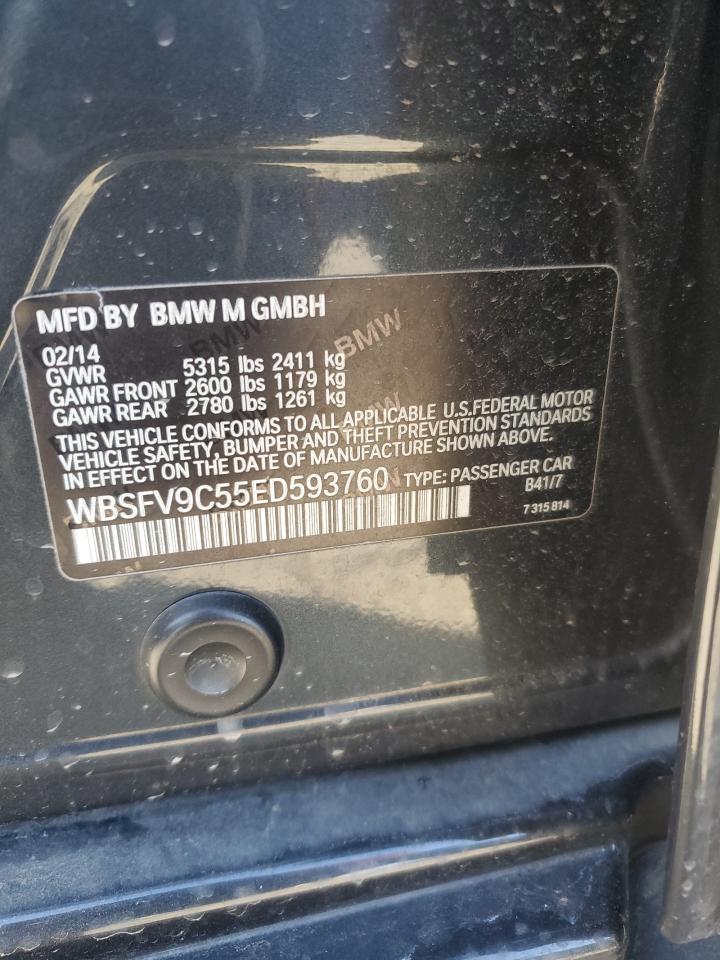 MFD BY BMW M GMBH
02/14
GVWR 5315 lbs 2411 kg
GAWR FRONT 2600 lbs 1179 kg
GAWR REAR 2780 lbs 1261 kg
THIS VEHICLE CONFORMS TO ALL APPLICABLE U.S.FEDERAL MOTOR
VEHICLE SAFETY, BUMPER AND THEFT PREVENTION STANDARDS
IN EFFECT ON THE DATE OF MANUFACTURE SHOWN ABOVE.
WBSFV9C55ED593760 TYPE: PASSENGER CAR
B41/7
7 315 814
BMW